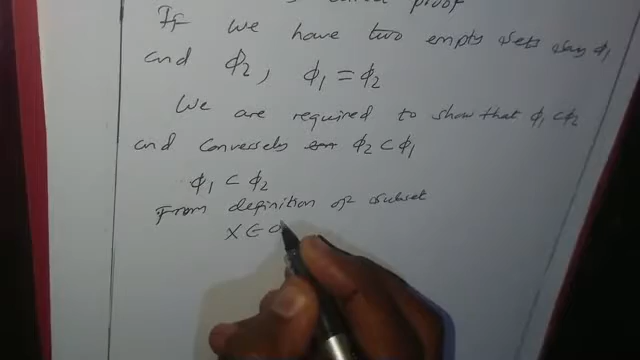 proof
If we have two empty sets say ϕ₁
and ϕ₂, ϕ₁ = ϕ₂
We are required to show that ϕ₁ ⊂ ϕ₂
and conversely ϕ₂ ⊂ ϕ₁
ϕ₁ ⊂ ϕ₂
From definition of subset
x ∈